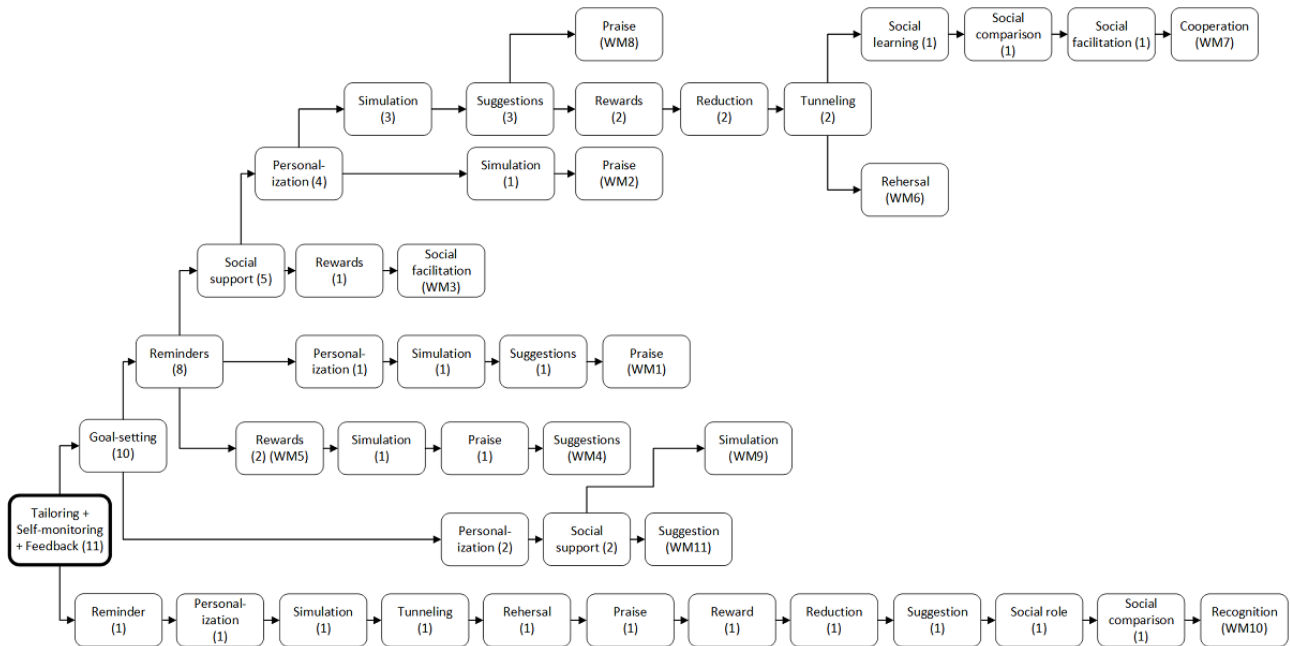 Praise
(WM8)
Social
learning (1)
Social
comparison
(1)
Social
facilitation (1)
Cooperation
(WM7)
Simulation
(3)
Suggestions
(3)
Rewards
(2)
Reduction
(2)
Tunneling
(2)
Personal-
ization (4)
Simulation
(1)
Praise
(WM2)
Rehersal
(WM6)
Social
support (5)
Rewards
(1)
Social
facilitation
(WM3)
Reminders
(8)
Personal-
ization (1)
Simulation
(1)
Suggestions
(1)
Praise
(WM1)
Goal-setting
(10)
Rewards
(2) (WM5)
Simulation
(1)
Praise
(1)
Suggestions
(WM4)
Simulation
(WM9)
Tailoring +
Self-monitoring
+ Feedback (11)
Personal-
ization (2)
Social
support (2)
Suggestion
(WM11)
Reminder
(1)
Personal-
ization
(1)
Simulation
(1)
Tunneling
(1)
Rehersal
(1)
Praise
(1)
Reward
(1)
Reduction
(1)
Suggestion
(1)
Social role
(1)
Social
comparison
(1)
Recognition
(WM10)